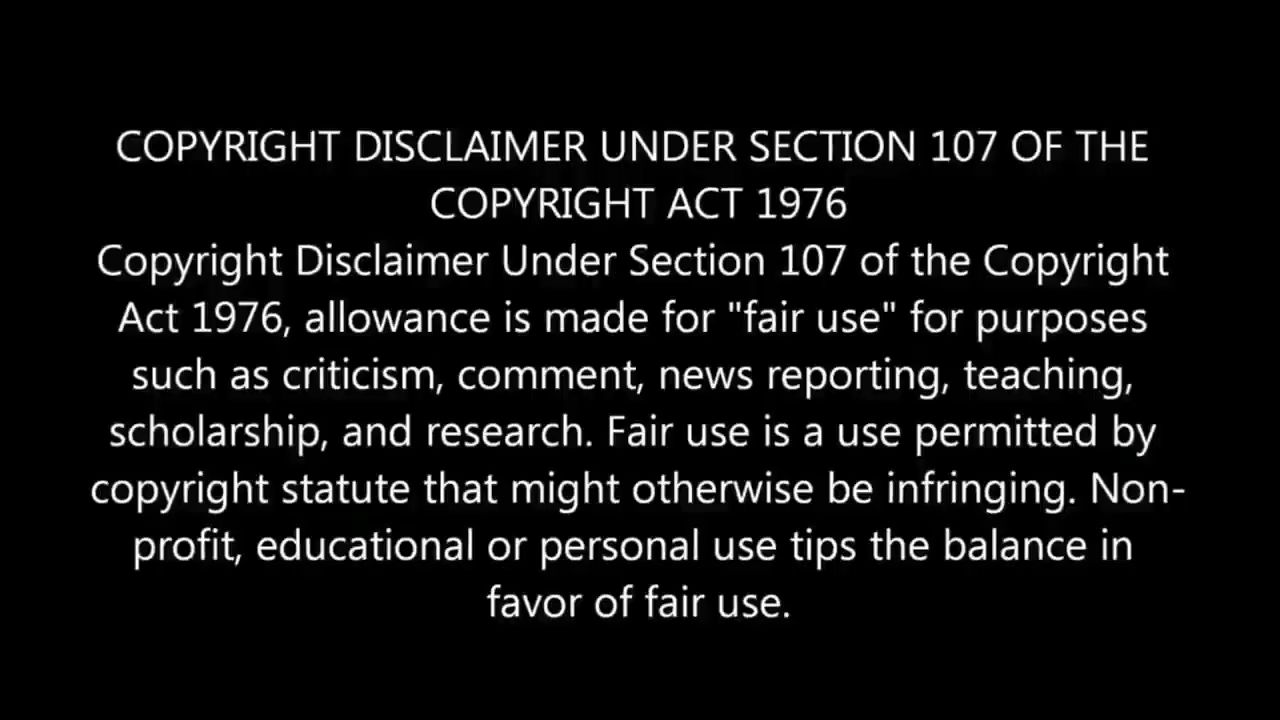 COPYRIGHT DISCLAIMER UNDER SECTION 107 OF THE
COPYRIGHT ACT 1976
Copyright Disclaimer Under Section 107 of the Copyright
Act 1976, allowance is made for "fair use" for purposes
such as criticism, comment, news reporting, teaching,
scholarship, and research. Fair use is a use permitted by
copyright statute that might otherwise be infringing. Non-
profit, educational or personal use tips the balance in
favor of fair use.